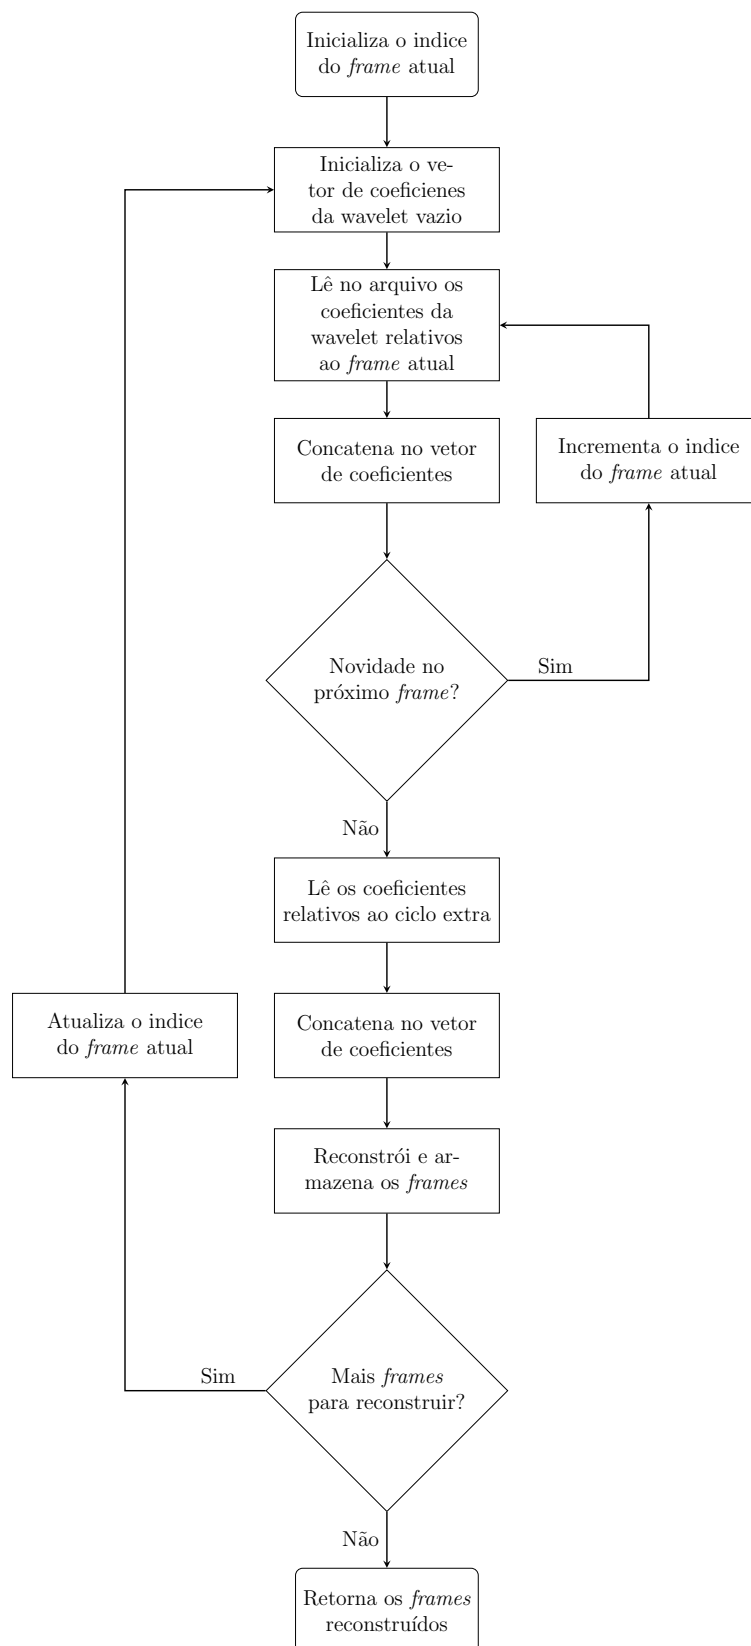 Inicializa o indice
do frame atual
Inicializa o ve-
tor de coeficienes
da wavelet vazio
Lê no arquivo os
coeficientes da
wavelet relativos
ao frame atual
Concatena no vetor
de coeficientes
Incrementa o indice
do frame atual
Novidade no
próximo frame?
Sim
Não
Lê os coeficientes
relativos ao ciclo extra
Atualiza o indice
do frame atual
Concatena no vetor
de coeficientes
Reconstrói e ar-
mazena os frames
Sim
Mais frames
para reconstruir?
Não
Retorna os frames
reconstruídos